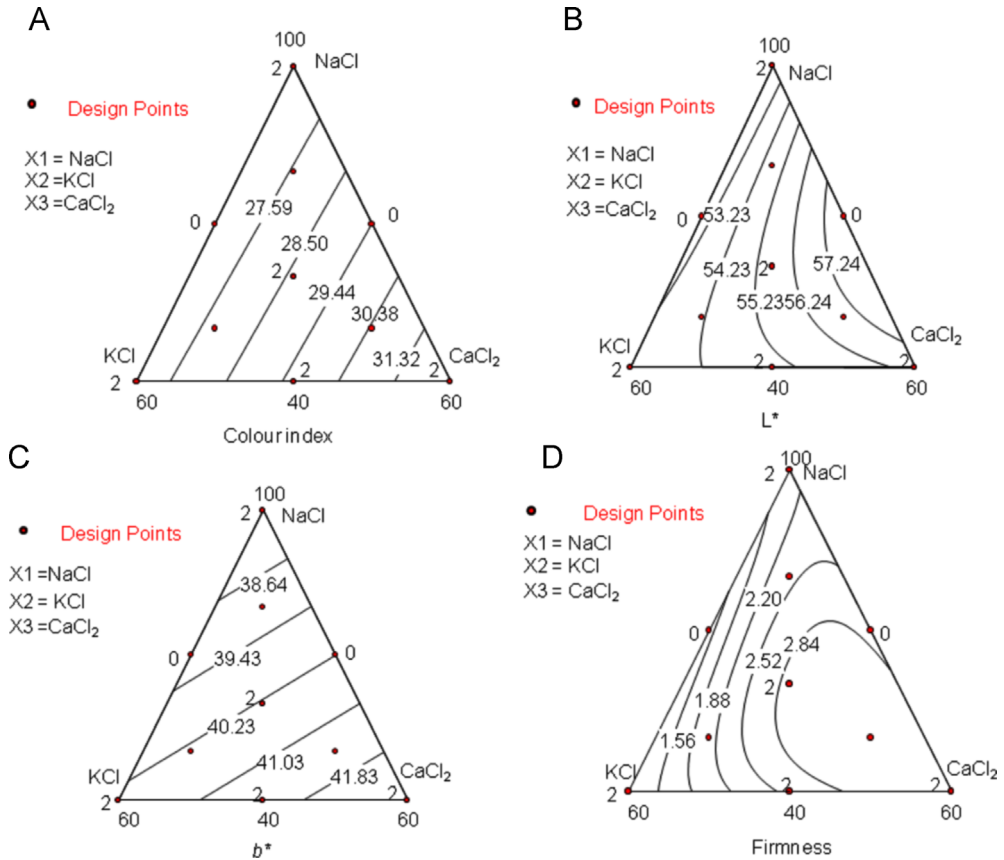 A
100
2
NaCl
Design Points
X1 = NaCl
X2 =KCl
X3 =CaCl₂
27.59
0
0
28.50
2
29.44
30.38
KCl
31.32
CaCl₂
2
2
2
60
40
60
Colour index
B
100
2
NaCl
Design Points
X1 = NaCl
X2 = KCl
X3 =CaCl₂
0
53.23
0
54.23
2
57.24
55.23
56.24
KCl
CaCl₂
2
2
2
60
40
60
L*
C
100
2
NaCl
Design Points
X1 =NaCl
X2 = KCl
X3 =CaCl₂
38.64
0
39.43
0
2
40.23
41.03
KCl
41.83
CaCl₂
2
2
2
60
40
60
b*
D
100
2
NaCl
Design Points
X1 = NaCl
X2 = KCl
X3 = CaCl₂
2.20
0
0
2.84
2.52
2
1.88
1.56
KCl
CaCl₂
2
2
2
60
40
60
Firmness